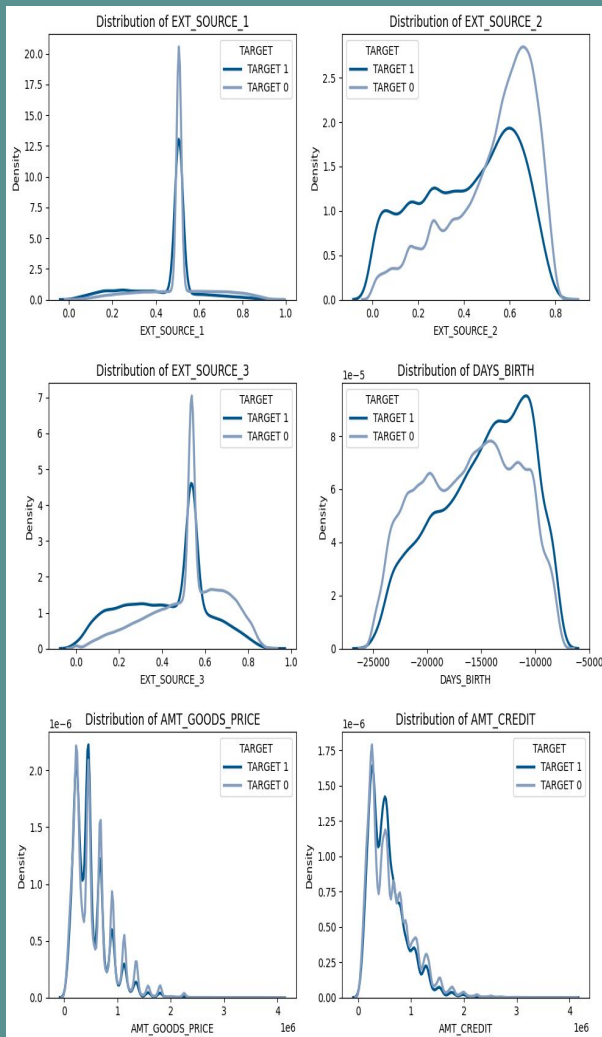 Distribution of EXT_SOURCE_1
20.0
17.5
15.0
12.5
10.0
7.5
5.0
2.5
0.0
Density
TARGET
TARGET 1
TARGET 0
0.0 0.2 0.4 0.6 0.8 1.0
EXT_SOURCE_1
Distribution of EXT_SOURCE_2
2.5
2.0
1.5
1.0
0.5
0.0
Density
TARGET
TARGET 1
TARGET 0
0.0 0.2 0.4 0.6 0.8
EXT_SOURCE_2
Distribution of EXT_SOURCE_3
7
6
5
4
3
2
1
0
Density
TARGET
TARGET 1
TARGET 0
0.0 0.2 0.4 0.6 0.8 1.0
EXT_SOURCE_3
1e−5 Distribution of DAYS_BIRTH
8
6
4
2
0
Density
TARGET
TARGET 1
TARGET 0
−25000 −20000 −15000 −10000 −5000
DAYS_BIRTH
1e−6 Distribution of AMT_GOODS_PRICE
2.0
1.5
1.0
0.5
0.0
Density
TARGET
TARGET 1
TARGET 0
0 1 2 3 4
AMT_GOODS_PRICE 1e6
1e−6 Distribution of AMT_CREDIT
1.75
1.50
1.25
1.00
0.75
0.50
0.25
0.00
Density
TARGET
TARGET 1
TARGET 0
0 1 2 3 4
AMT_CREDIT 1e6